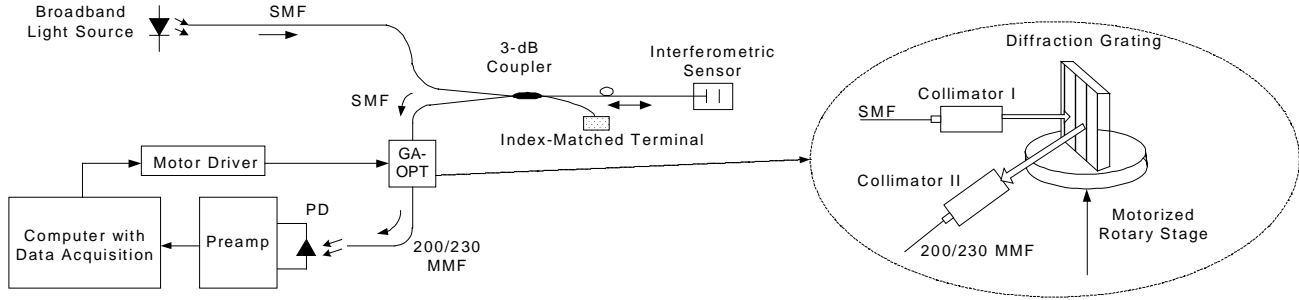 Broadband
Light Source
SMF
3-dB
Coupler
Interferometric
Sensor
SMF
Index-Matched Terminal
Motor Driver
GA-
OPT
Computer with
Data Acquisition
Preamp
PD
200/230
MMF
Diffraction Grating
Collimator I
SMF
Collimator II
200/230 MMF
Motorized
Rotary Stage